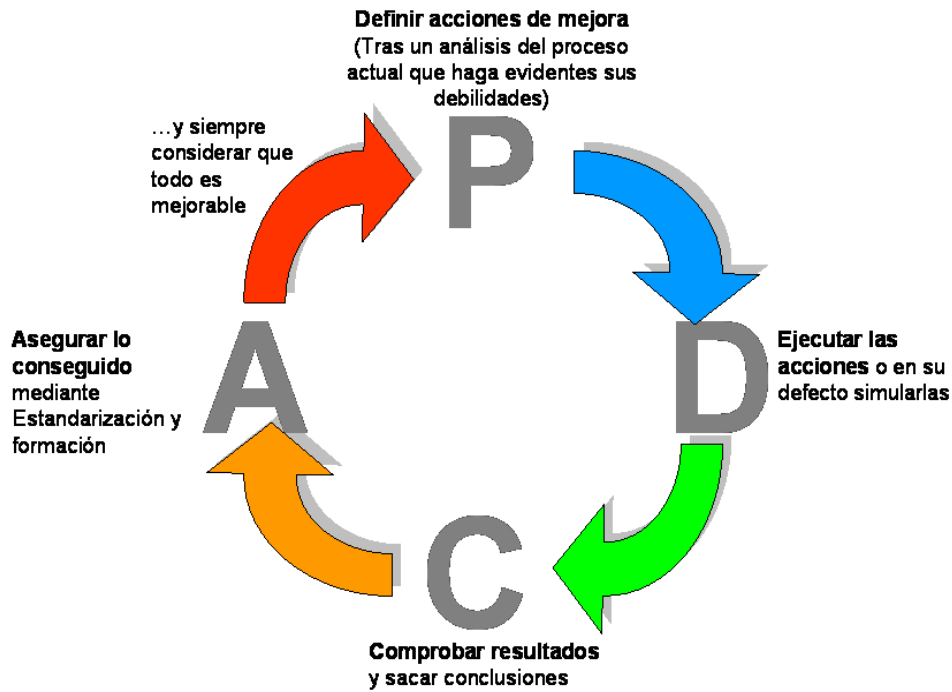 Definir acciones de mejora
(Tras un análisis del proceso
actual que haga evidentes sus
debilidades)
P
…y siempre
considerar que
todo es
mejorable
D
Ejecutar las
acciones o en su
defecto simularlas
C
Comprobar resultados
y sacar conclusiones
A
Asegurar lo
conseguido
mediante
Estandarización y
formación